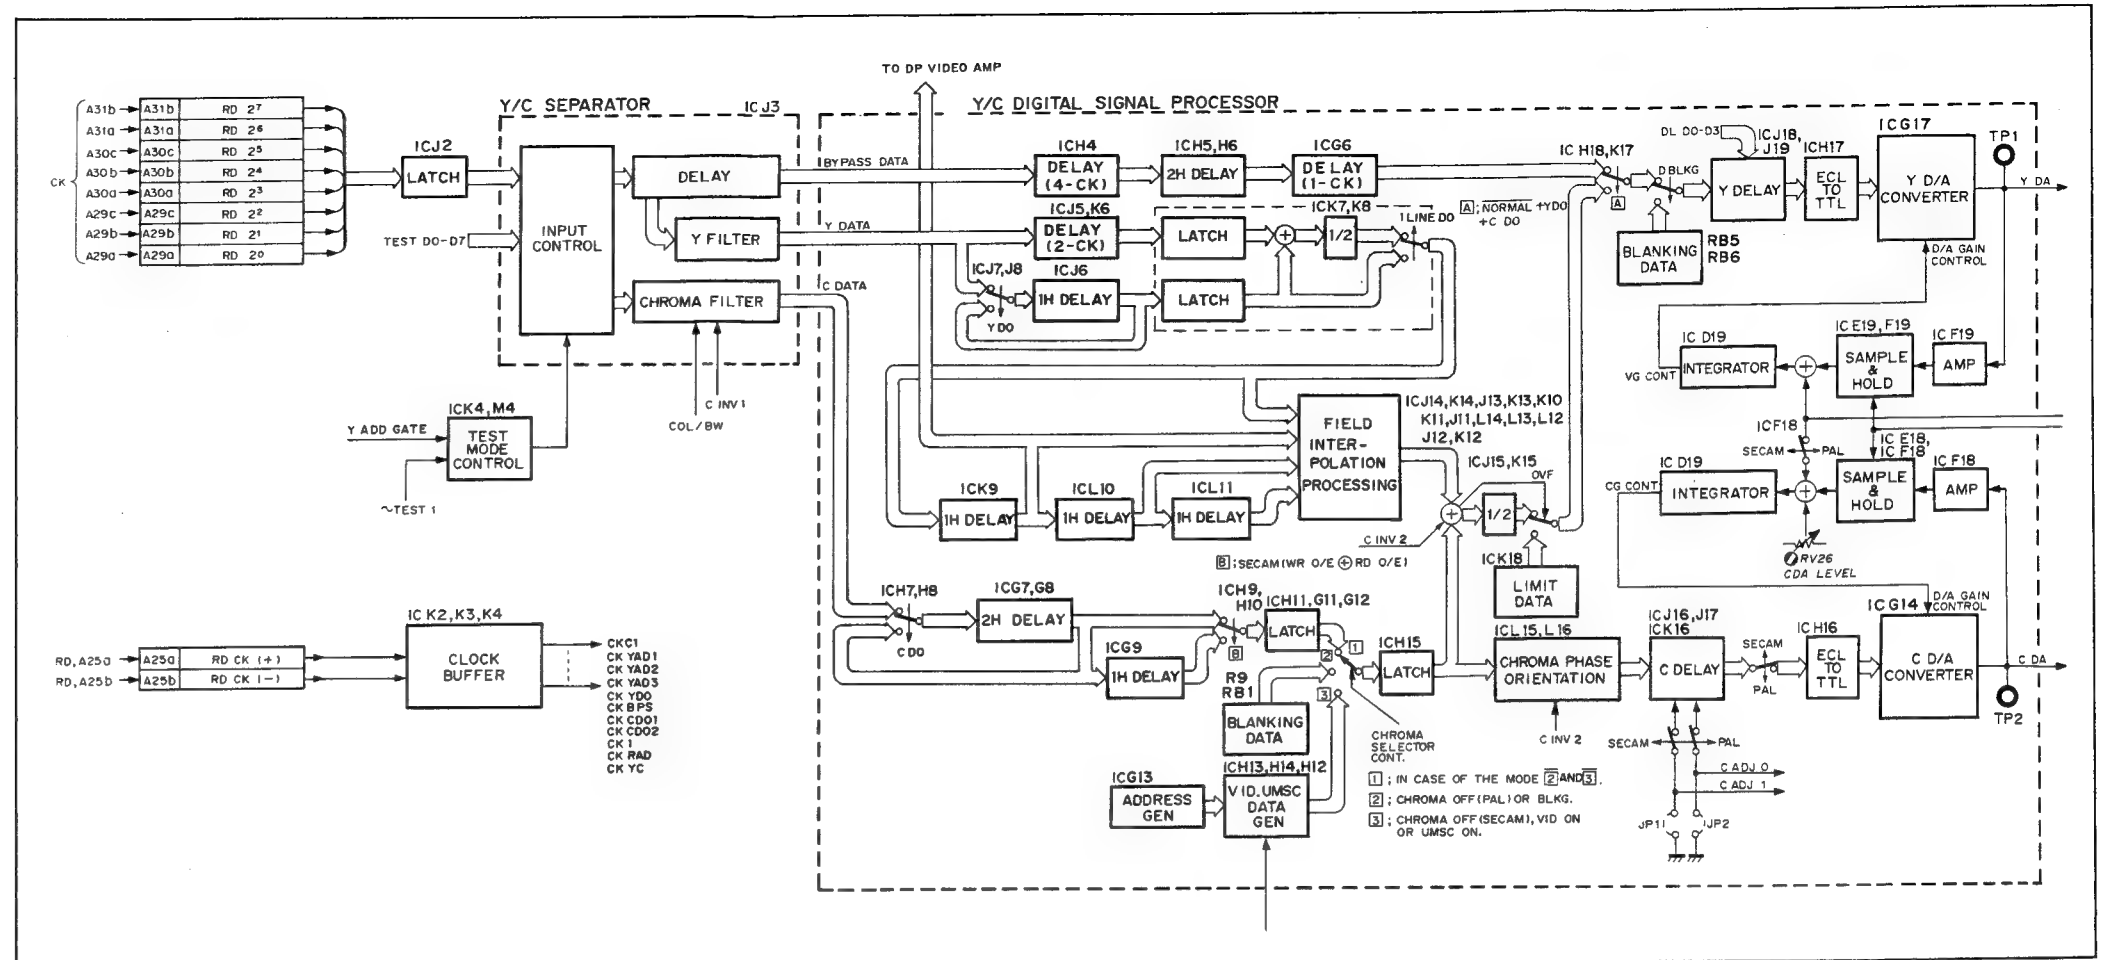 TO DP VIDEO AMP
CK
A31b A31b RD 2⁷
A31a A31a RD 2⁶
A30c A30c RD 2⁵
A30b A30b RD 2⁴
A30a A30a RD 2³
A29c A29c RD 2²
A29b A29b RD 2¹
A29a A29a RD 2⁰
ICJ2
LATCH
Y/C SEPARATOR
ICJ3
INPUT
CONTROL
TEST D0-D7
DELAY
Y FILTER
CHROMA FILTER
C INV 1
COL/BW
ICK4, M4
TEST
MODE
CONTROL
Y ADD GATE
~TEST 1
RD, A25a A25a RD CK (+)
RD, A25b A25b RD CK (-)
IC K2, K3, K4
CLOCK
BUFFER
CKC1
CK YAD1
CK YAD2
CK YAD3
CK YDO
CK BPS
CK CDO1
CK CDO2
CK 1
CK RAD
CK YC
Y/C DIGITAL SIGNAL PROCESSOR
BYPASS DATA
ICH4
DELAY
(4-CK)
ICH5, H6
2H DELAY
ICG6
DELAY
(1-CK)
Y DATA
ICJ5, K6
DELAY
(2-CK)
LATCH
ICK7, K8
1/2
1 LINE DO
ICJ7, J8
Y DO
ICJ6
1H DELAY
LATCH
C DATA
FIELD
INTER-
POLATION
PROCESSING
ICJ14, K14, J13, K13, K10
K11, J11, L14, L13, L12
J12, K12
ICK9
1H DELAY
ICL10
1H DELAY
ICL11
1H DELAY
ICJ15, K15
OVF
1/2
C INV 2
ICK18
LIMIT
DATA
B ; SECAM (WR O/E ⊕ RD O/E)
ICH7, H8
C DO
ICG7, G8
2H DELAY
ICG9
1H DELAY
ICH9,
H10
B
ICH11, G11, G12
LATCH
1
2
3
R9
RB1
BLANKING
DATA
ICH15
LATCH
CHROMA
SELECTOR
CONT.
ICG13
ADDRESS
GEN
ICH13, H14, H12
VID. UMSC
DATA
GEN
1 ; IN CASE OF THE MODE 2 AND 3.
2 ; CHROMA OFF (PAL) OR BLKG.
3 ; CHROMA OFF (SECAM), VID ON
OR UMSC ON.
ICL15, L16
CHROMA PHASE
ORIENTATION
C INV 2
ICJ16, J17
ICK16
C DELAY
SECAM
PAL
SECAM PAL
C ADJ 0
C ADJ 1
JP1
JP2
IC H16
ECL
TO
TTL
ICG14
C D/A
CONVERTER
D/A GAIN
CONTROL
C DA
TP2
IC H18, K17
A
A ; NORMAL + YDO
+ C DO
D BLKG
BLANKING
DATA
RB5
RB6
DL D0-D3
ICJ18,
J19
Y DELAY
ICH17
ECL
TO
TTL
ICG17
Y D/A
CONVERTER
D/A GAIN
CONTROL
TP1
Y DA
IC D19
INTEGRATOR
VG CONT
IC E19, F19
SAMPLE
&
HOLD
IC F19
AMP
ICF18
SECAM PAL
IC D19
INTEGRATOR
CG CONT
IC E18,
IC F18
SAMPLE
&
HOLD
IC F18
AMP
RV26
CDA LEVEL